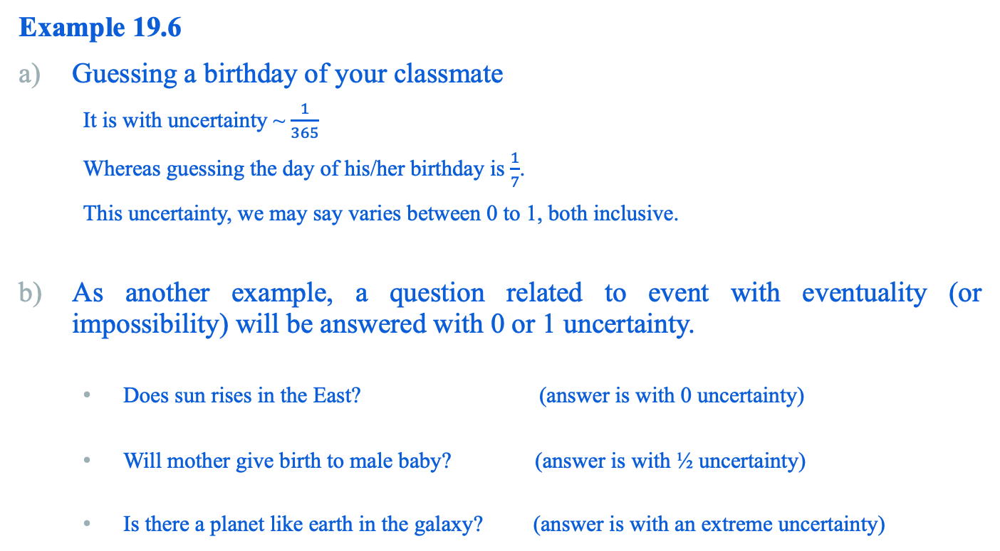 Example 19.6
a) Guessing a birthday of your classmate
It is with uncertainty ~ 1/365
Whereas guessing the day of his/her birthday is 1/7.
This uncertainty, we may say varies between 0 to 1, both inclusive.
b) As another example, a question related to event with eventuality (or
impossibility) will be answered with 0 or 1 uncertainty.
• Does sun rises in the East? (answer is with 0 uncertainty)
• Will mother give birth to male baby? (answer is with ½ uncertainty)
• Is there a planet like earth in the galaxy? (answer is with an extreme uncertainty)